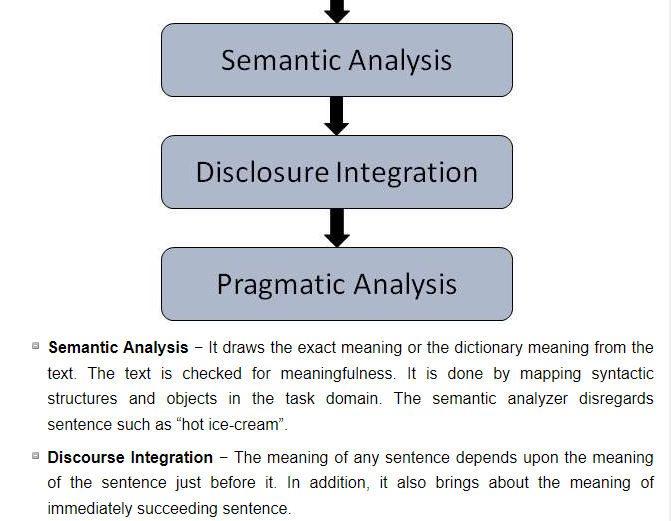 Semantic Analysis
Disclosure Integration
Pragmatic Analysis
Semantic Analysis − It draws the exact meaning or the dictionary meaning from the
text. The text is checked for meaningfulness. It is done by mapping syntactic
structures and objects in the task domain. The semantic analyzer disregards
sentence such as “hot ice-cream”.
Discourse Integration − The meaning of any sentence depends upon the meaning
of the sentence just before it. In addition, it also brings about the meaning of
immediately succeeding sentence.